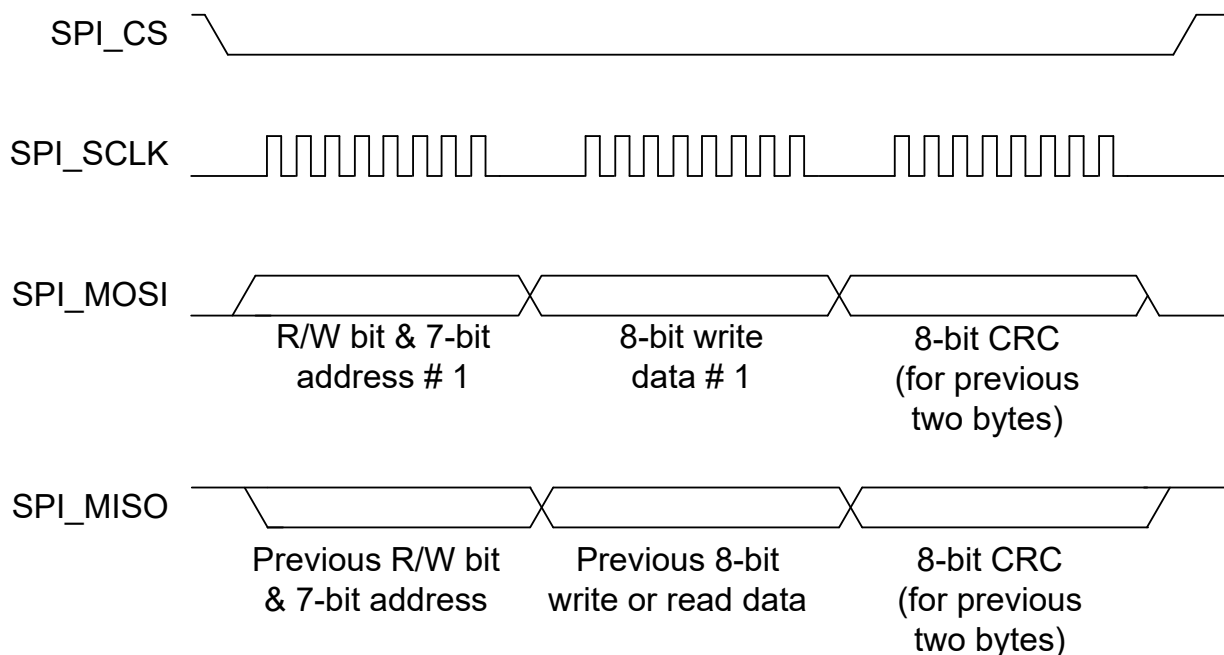 SPI_CS
SPI_SCLK
SPI_MOSI
R/W bit & 7-bit
address # 1
8-bit write
data # 1
8-bit CRC
(for previous
two bytes)
SPI_MISO
Previous R/W bit
& 7-bit address
Previous 8-bit
write or read data
8-bit CRC
(for previous
two bytes)